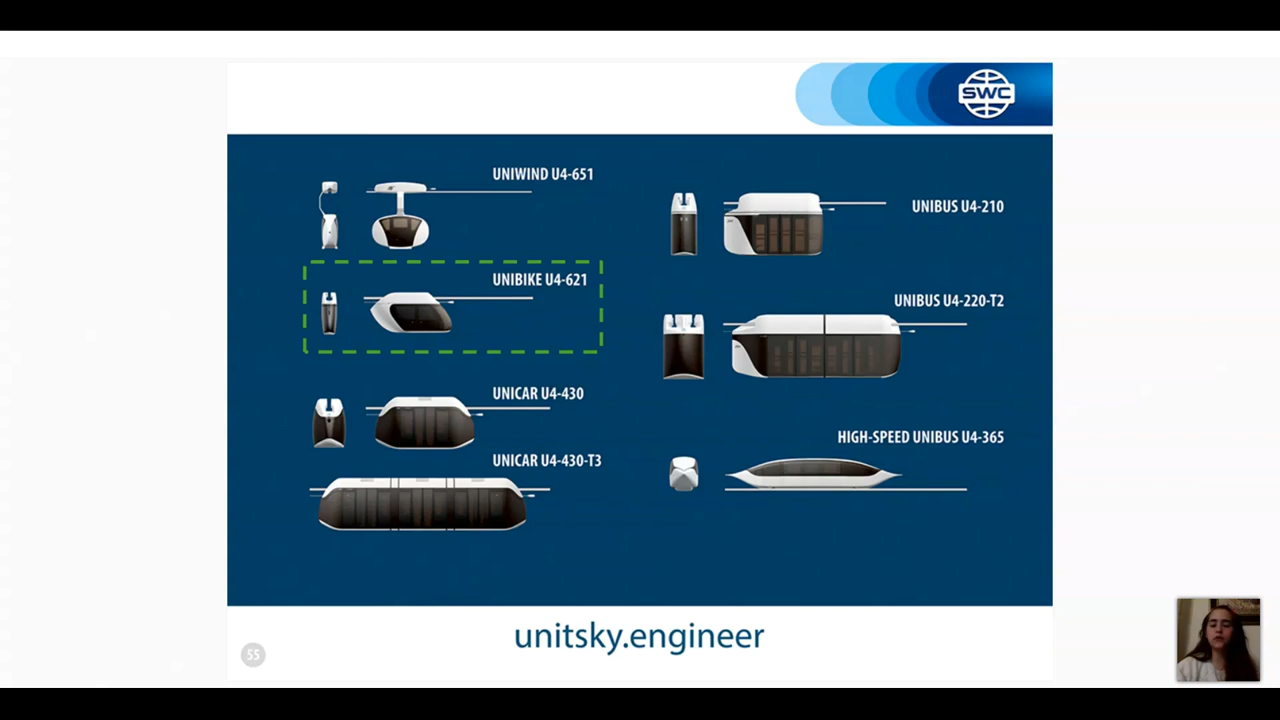 SWC
UNIWIND U4-651
UNIBIKE U4-621
UNICAR U4-430
UNICAR U4-430-T3
UNIBUS U4-210
UNIBUS U4-220-T2
HIGH-SPEED UNIBUS U4-365
unitsky.engineer
55